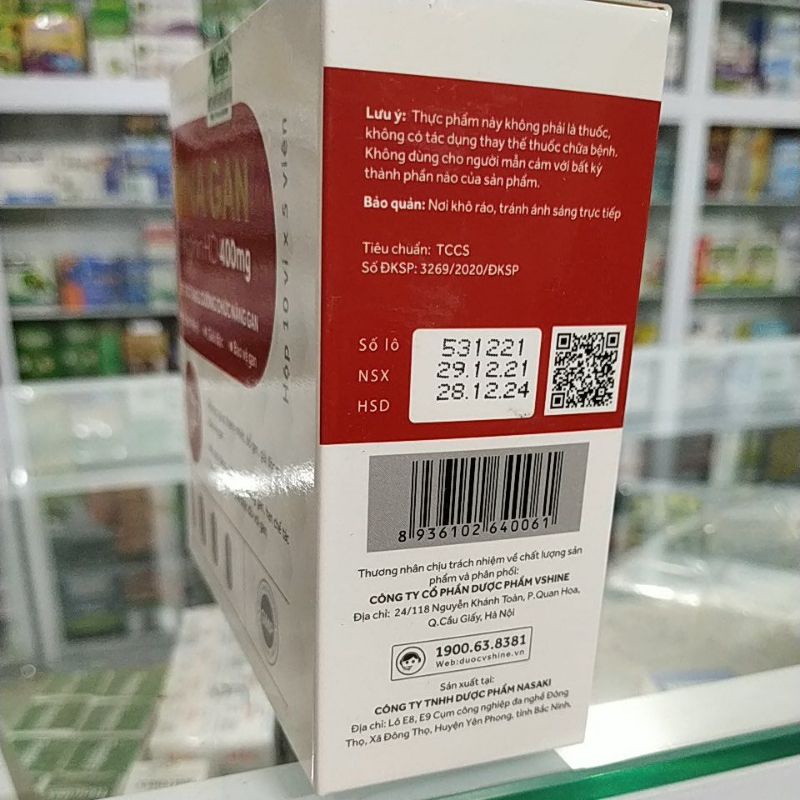 Lưu ý: Thực phẩm này không phải là thuốc,
không có tác dụng thay thế thuốc chữa bệnh.
Không dùng cho người mẫn cảm với bất kỳ
thành phần nào của sản phẩm.
Bảo quản: Nơi khô ráo, tránh ánh sáng trực tiếp
Tiêu chuẩn: TCCS
Số ĐKSP: 3269/2020/ĐKSP
Số lô 531221
NSX 29.12.21
HSD 28.12.24
8 936102 640061
Thương nhân chịu trách nhiệm về chất lượng sản
phẩm và phân phối:
CÔNG TY CỔ PHẦN DƯỢC PHẨM VSHINE
Địa chỉ: 24/118 Nguyễn Khánh Toàn, P.Quan Hoa,
Q.Cầu Giấy, Hà Nội
1900.63.8381
Web:duocvshine.vn
Sản xuất tại:
CÔNG TY TNHH DƯỢC PHẨM NASAKI
Địa chỉ: Lô E8, E9 Cụm công nghiệp đa nghề Đông
Thọ, Xã Đông Thọ, Huyện Yên Phong, tỉnh Bắc Ninh.
GAN
400mg
DƯỠNG CHỨC NĂNG GAN
Hộp 10 vỉ x 5 viên